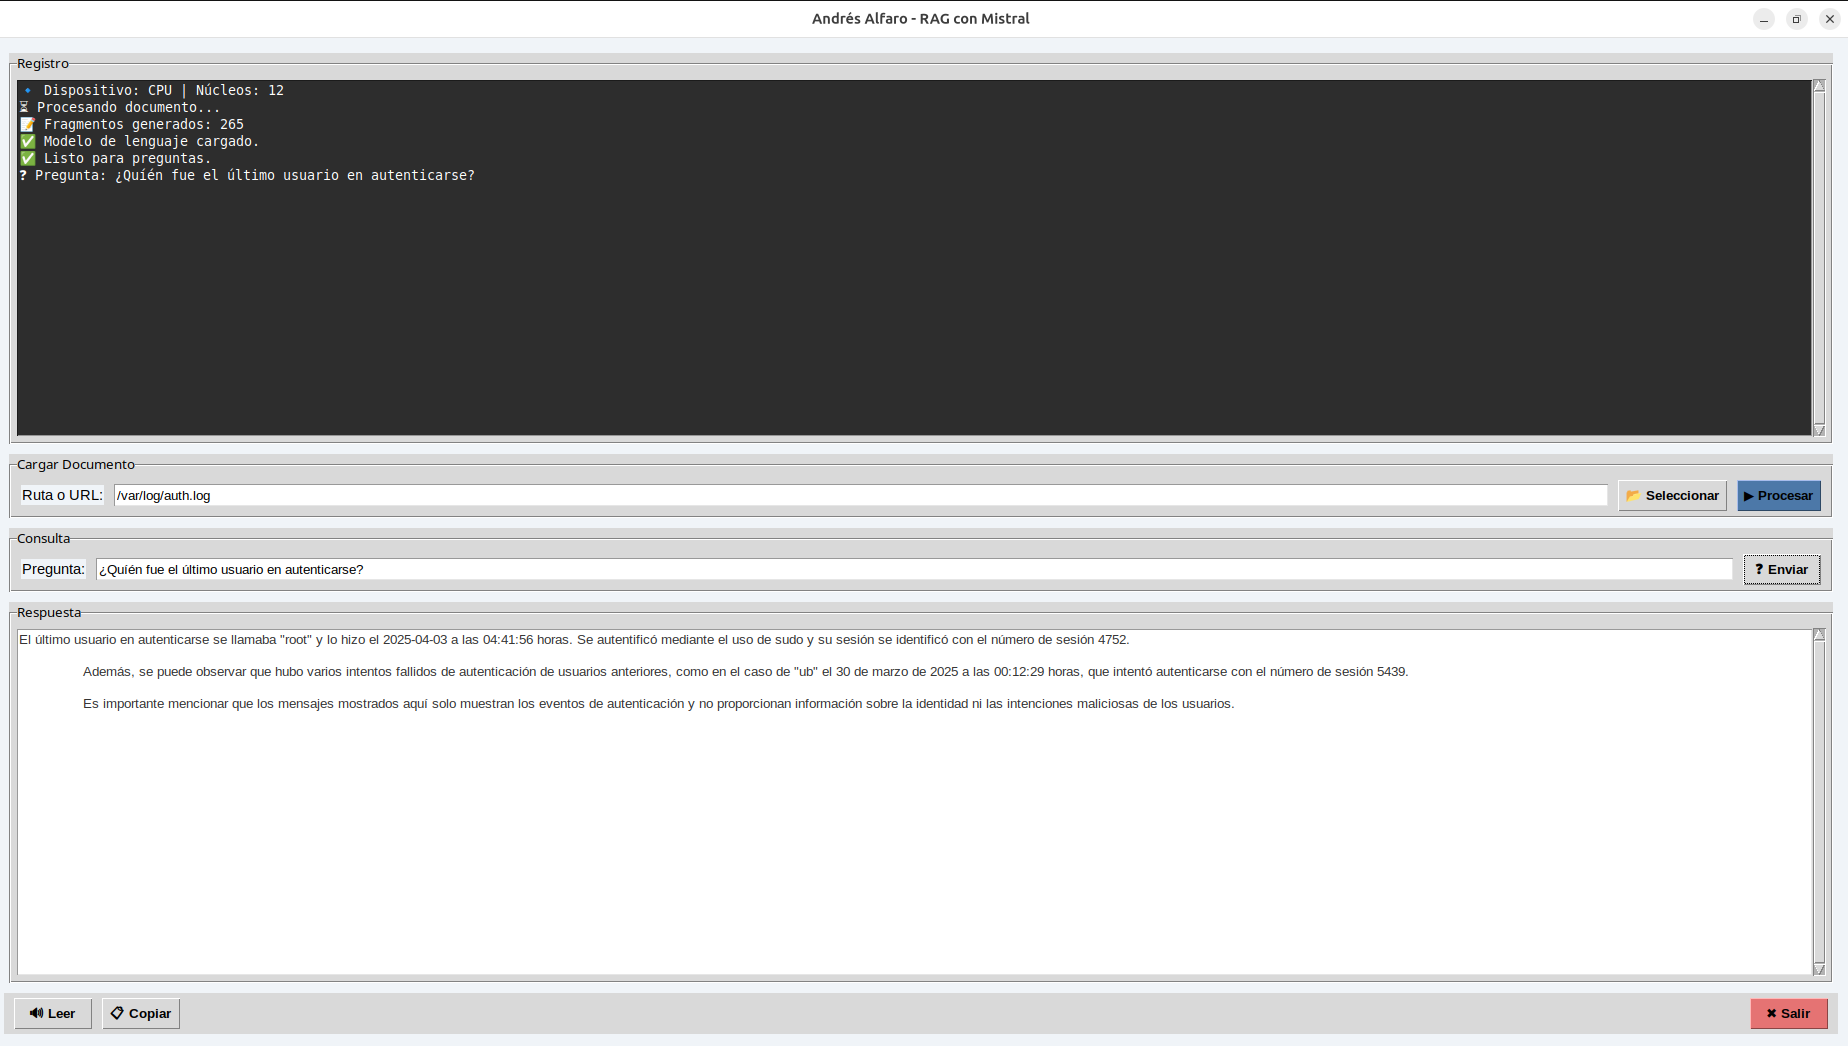 Andrés Alfaro - RAG con Mistral
Registro
🔹 Dispositivo: CPU | Núcleos: 12
⏳ Procesando documento...
📝 Fragmentos generados: 265
✅ Modelo de lenguaje cargado.
✅ Listo para preguntas.
❓ Pregunta: ¿Quíén fue el último usuario en autenticarse?
Cargar Documento
Ruta o URL: /var/log/auth.log 📂 Seleccionar ▶ Procesar
Consulta
Pregunta: ¿Quíén fue el último usuario en autenticarse? ❓ Enviar
Respuesta
El último usuario en autenticarse se llamaba "root" y lo hizo el 2025-04-03 a las 04:41:56 horas. Se autentificó mediante el uso de sudo y su sesión se identificó con el número de sesión 4752.
Además, se puede observar que hubo varios intentos fallidos de autenticación de usuarios anteriores, como en el caso de "ub" el 30 de marzo de 2025 a las 00:12:29 horas, que intentó autenticarse con el número de sesión 5439.
Es importante mencionar que los mensajes mostrados aquí solo muestran los eventos de autenticación y no proporcionan información sobre la identidad ni las intenciones maliciosas de los usuarios.
🔊 Leer 📋 Copiar ✖ Salir